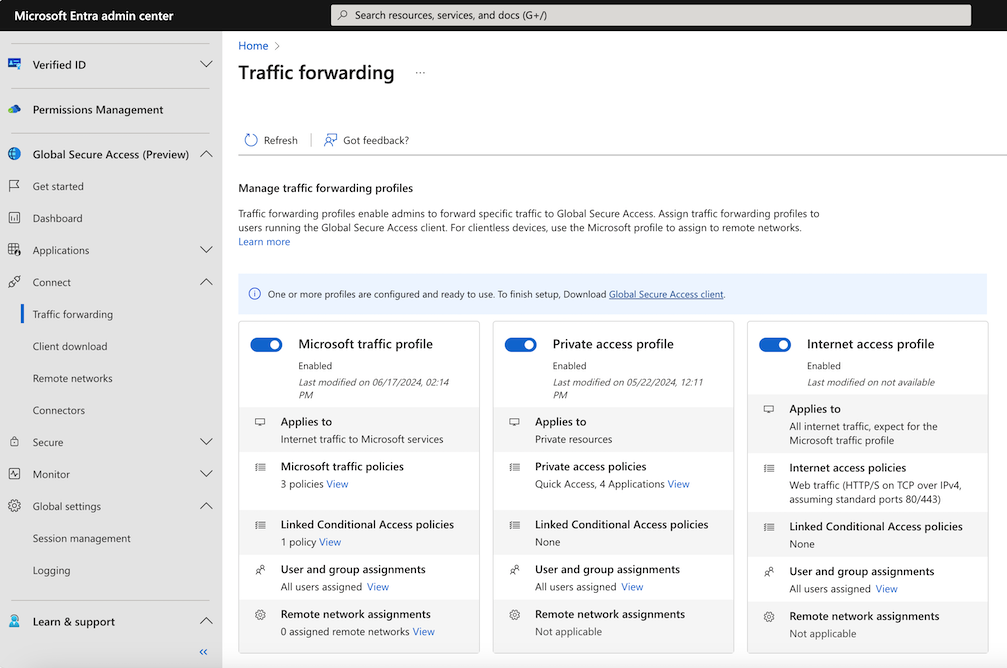 Microsoft Entra admin center
Search resources, services, and docs (G+/)
Verified ID
Permissions Management
Global Secure Access (Preview)
Get started
Dashboard
Applications
Connect
Traffic forwarding
Client download
Remote networks
Connectors
Secure
Monitor
Global settings
Session management
Logging
Learn & support
«
Home >
Traffic forwarding ...
Refresh | Got feedback?
Manage traffic forwarding profiles
Traffic forwarding profiles enable admins to forward specific traffic to Global Secure Access. Assign traffic forwarding profiles to
users running the Global Secure Access client. For clientless devices, use the Microsoft profile to assign to remote networks.
Learn more
One or more profiles are configured and ready to use. To finish setup, Download Global Secure Access client.
Microsoft traffic profile
Enabled
Last modified on 06/17/2024, 02:14
PM
Applies to
Internet traffic to Microsoft services
Microsoft traffic policies
3 policies View
Linked Conditional Access policies
1 policy View
User and group assignments
All users assigned View
Remote network assignments
0 assigned remote networks View
Private access profile
Enabled
Last modified on 05/22/2024, 12:11
PM
Applies to
Private resources
Private access policies
Quick Access, 4 Applications View
Linked Conditional Access policies
None
User and group assignments
All users assigned View
Remote network assignments
Not applicable
Internet access profile
Enabled
Last modified on not available
Applies to
All internet traffic, expect for the
Microsoft traffic profile
Internet access policies
Web traffic (HTTP/S on TCP over IPv4,
assuming standard ports 80/443)
Linked Conditional Access policies
None
User and group assignments
All users assigned View
Remote network assignments
Not applicable